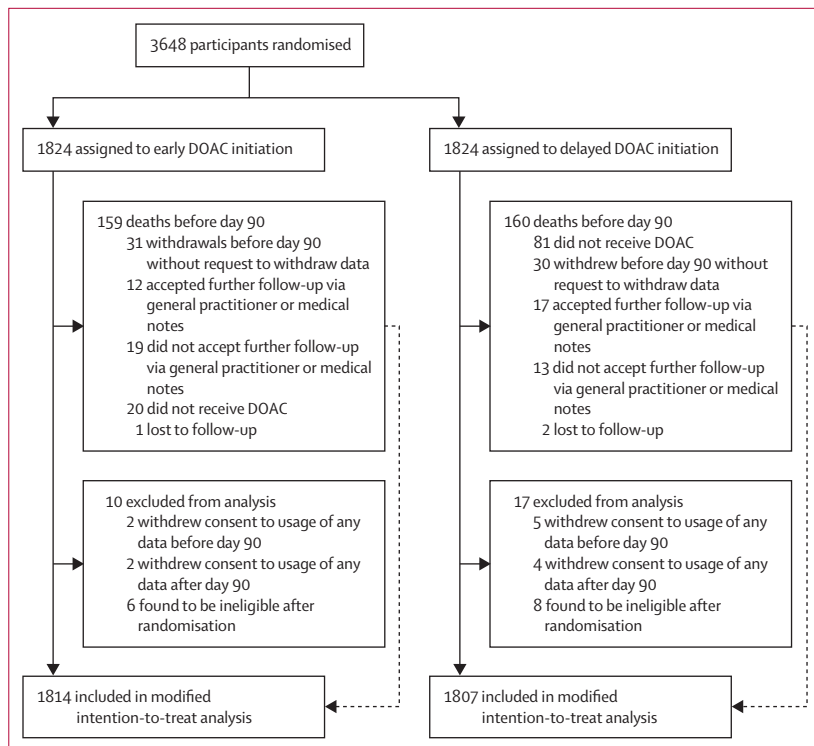 3648 participants randomised
1824 assigned to early DOAC initiation
159 deaths before day 90
31 withdrawals before day 90
without request to withdraw data
12 accepted further follow-up via
general practitioner or medical
notes
19 did not accept further follow-up
via general practitioner or medical
notes
20 did not receive DOAC
1 lost to follow-up
10 excluded from analysis
2 withdrew consent to usage of any
data before day 90
2 withdrew consent to usage of any
data after day 90
6 found to be ineligible after
randomisation
1814 included in modified
intention-to-treat analysis
1824 assigned to delayed DOAC initiation
160 deaths before day 90
81 did not receive DOAC
30 withdrew before day 90 without
request to withdraw data
17 accepted further follow-up via
general practitioner or medical
notes
13 did not accept further follow-up
via general practitioner or medical
notes
2 lost to follow-up
17 excluded from analysis
5 withdrew consent to usage of any
data before day 90
4 withdrew consent to usage of any
data after day 90
8 found to be ineligible after
randomisation
1807 included in modified
intention-to-treat analysis